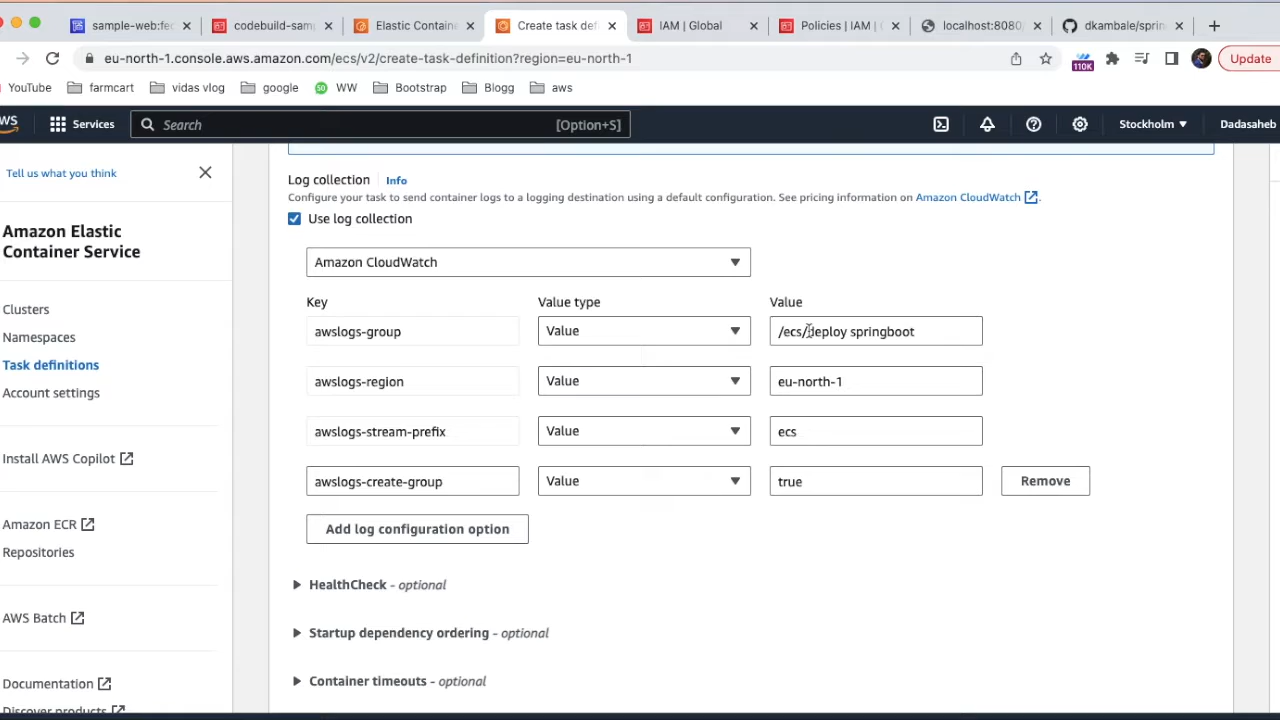 sample-web:fec
codebuild-sam
Elastic Contain
Create task def
IAM | Global
Policies | IAM | G
localhost:8080/
dkambale/sprin
eu-north-1.console.aws.amazon.com/ecs/v2/create-task-definition?region=eu-north-1
110K
Update
YouTube
farmcart
vidas vlog
google
WW
Bootstrap
Blogg
aws
Services
Search
[Option+S]
Stockholm
Dadasaheb
Tell us what you think
Amazon Elastic
Container Service
Clusters
Namespaces
Task definitions
Account settings
Install AWS Copilot
Amazon ECR
Repositories
AWS Batch
Documentation
Discover products
Log collection Info
Configure your task to send container logs to a logging destination using a default configuration. See pricing information on Amazon CloudWatch.
Use log collection
Amazon CloudWatch
Key Value type Value
awslogs-group Value /ecs/deploy springboot
awslogs-region Value eu-north-1
awslogs-stream-prefix Value ecs
awslogs-create-group Value true Remove
Add log configuration option
HealthCheck - optional
Startup dependency ordering - optional
Container timeouts - optional